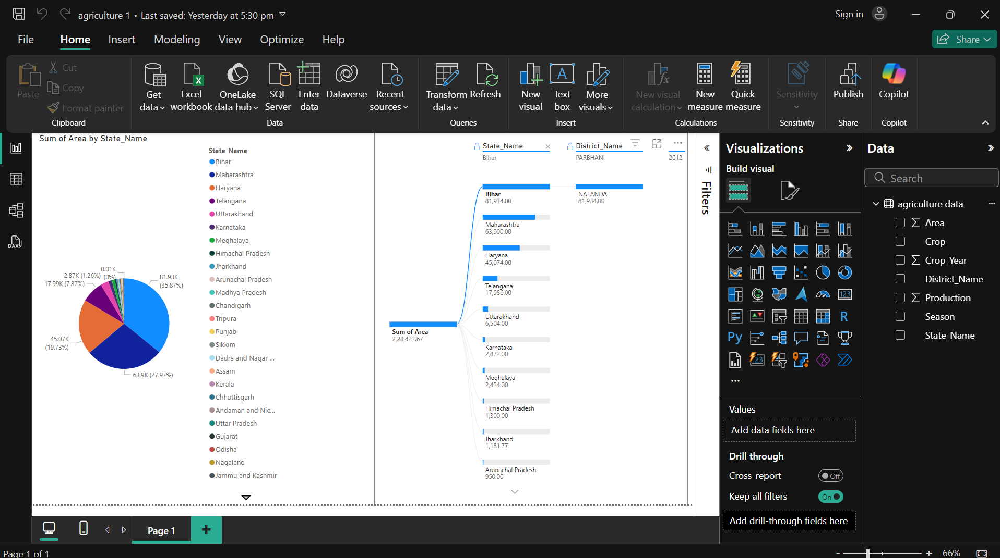 agriculture 1 • Last saved: Yesterday at 5:30 pm
Sign in
File Home Insert Modeling View Optimize Help
Share
Paste
Cut
Copy
Format painter
Clipboard
Get data
Excel workbook
OneLake data hub
SQL Server
Enter data
Dataverse
Recent sources
Data
Transform data
Refresh
Queries
New visual
Text box
More visuals
Insert
New visual calculation
New measure
Quick measure
Calculations
Sensitivity
Sensitivity
Publish
Share
Copilot
Copilot
Sum of Area by State_Name
State_Name
Bihar
Maharashtra
Haryana
Telangana
Uttarakhand
Karnataka
Meghalaya
Himachal Pradesh
Jharkhand
Arunachal Pradesh
Madhya Pradesh
Chandigarh
Tripura
Punjab
Sikkim
Dadra and Nagar ...
Assam
Kerala
Chhattisgarh
Andaman and Nic...
Uttar Pradesh
Gujarat
Odisha
Nagaland
Jammu and Kashmir
0.01K
(0%)
2.87K (1.26%)
17.99K (7.87%)
81.93K
(35.87%)
45.07K
(19.73%)
63.9K (27.97%)
State_Name
Bihar
District_Name
PARBHANI
2012
Sum of Area
2,28,423.67
Bihar
81,934.00
NALANDA
81,934.00
Maharashtra
63,900.00
Haryana
45,074.00
Telangana
17,986.00
Uttarakhand
6,504.00
Karnataka
2,872.00
Meghalaya
2,424.00
Himachal Pradesh
1,300.00
Jharkhand
1,181.77
Arunachal Pradesh
950.00
Filters
Visualizations
Build visual
123
R
Py
123
Values
Add data fields here
Drill through
Cross-report
Off
Keep all filters
On
Add drill-through fields here
Data
Search
agriculture data
Area
Crop
Crop_Year
District_Name
Production
Season
State_Name
DAX
Page 1
Page 1 of 1
66%